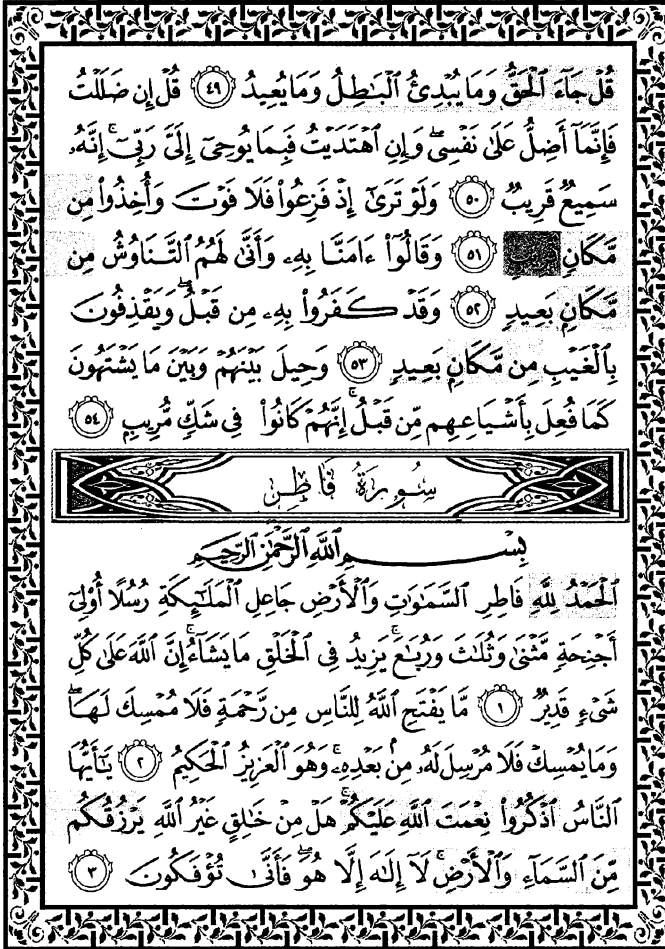 قُلْ جَآءَ ٱلْحَقُّ وَمَا يُبْدِئُ ٱلْبَٰطِلُ وَمَا يُعِيدُ ٤٩ قُلْ إِن ضَلَلْتُ
فَإِنَّمَآ أَضِلُّ عَلَىٰ نَفْسِى ۖ وَإِنِ ٱهْتَدَيْتُ فَبِمَا يُوحِىٓ إِلَىَّ رَبِّىٓ ۚ إِنَّهُۥ
سَمِيعٌ قَرِيبٌ ٥٠ وَلَوْ تَرَىٰٓ إِذْ فَزِعُوا۟ فَلَا فَوْتَ وَأُخِذُوا۟ مِن
مَّكَانٍ قَرِيبٍ ٥١ وَقَالُوٓا۟ ءَامَنَّا بِهِۦ وَأَنَّىٰ لَهُمُ ٱلتَّنَاوُشُ مِن
مَّكَانٍۭ بَعِيدٍ ٥٢ وَقَدْ كَفَرُوا۟ بِهِۦ مِن قَبْلُ ۖ وَيَقْذِفُونَ
بِٱلْغَيْبِ مِن مَّكَانٍۭ بَعِيدٍ ٥٣ وَحِيلَ بَيْنَهُمْ وَبَيْنَ مَا يَشْتَهُونَ
كَمَا فُعِلَ بِأَشْيَاعِهِم مِّن قَبْلُ ۚ إِنَّهُمْ كَانُوا۟ فِى شَكٍّ مُّرِيبٍۭ ٥٤
سُورَةُ فَاطِرٍ
بِسْمِ ٱللَّهِ ٱلرَّحْمَٰنِ ٱلرَّحِيمِ
ٱلْحَمْدُ لِلَّهِ فَاطِرِ ٱلسَّمَٰوَٰتِ وَٱلْأَرْضِ جَاعِلِ ٱلْمَلَٰٓئِكَةِ رُسُلًا أُو۟لِىٓ
أَجْنِحَةٍ مَّثْنَىٰ وَثُلَٰثَ وَرُبَٰعَ ۚ يَزِيدُ فِى ٱلْخَلْقِ مَا يَشَآءُ ۚ إِنَّ ٱللَّهَ عَلَىٰ كُلِّ
شَىْءٍ قَدِيرٌ ١ مَّا يَفْتَحِ ٱللَّهُ لِلنَّاسِ مِن رَّحْمَةٍ فَلَا مُمْسِكَ لَهَا ۖ
وَمَا يُمْسِكْ فَلَا مُرْسِلَ لَهُۥ مِنۢ بَعْدِهِۦ ۚ وَهُوَ ٱلْعَزِيزُ ٱلْحَكِيمُ ٢ يَٰٓأَيُّهَا
ٱلنَّاسُ ٱذْكُرُوا۟ نِعْمَتَ ٱللَّهِ عَلَيْكُمْ ۚ هَلْ مِنْ خَٰلِقٍ غَيْرُ ٱللَّهِ يَرْزُقُكُم
مِّنَ ٱلسَّمَآءِ وَٱلْأَرْضِ ۚ لَآ إِلَٰهَ إِلَّا هُوَ ۖ فَأَنَّىٰ تُؤْفَكُونَ ٣